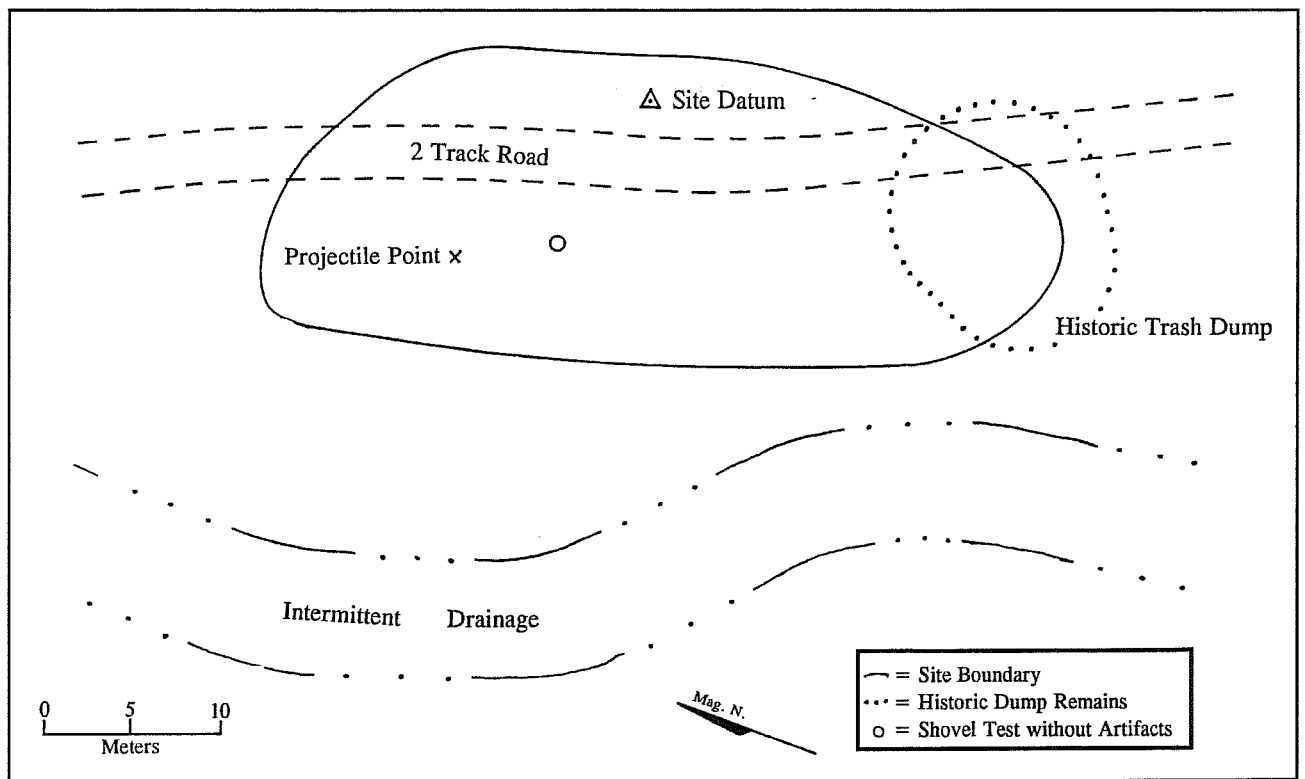 Site Datum
2 Track Road
Projectile Point x
Historic Trash Dump
Intermittent Drainage
Mag. N.
0 5 10
Meters
= Site Boundary
= Historic Dump Remains
= Shovel Test without Artifacts